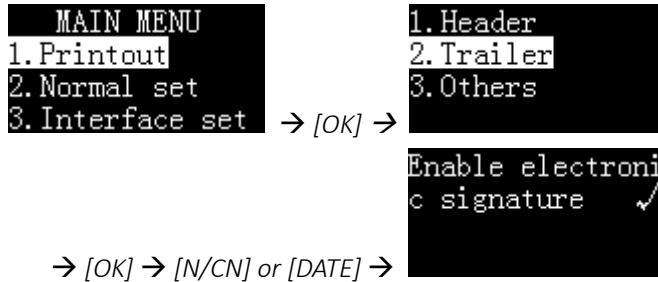 MAIN MENU
1.Printout
2.Normal set
3.Interface set
→ [OK] →
1.Header
2.Trailer
3.Others
→ [OK] → [N/CN] or [DATE] →
Enable electroni
c signature √